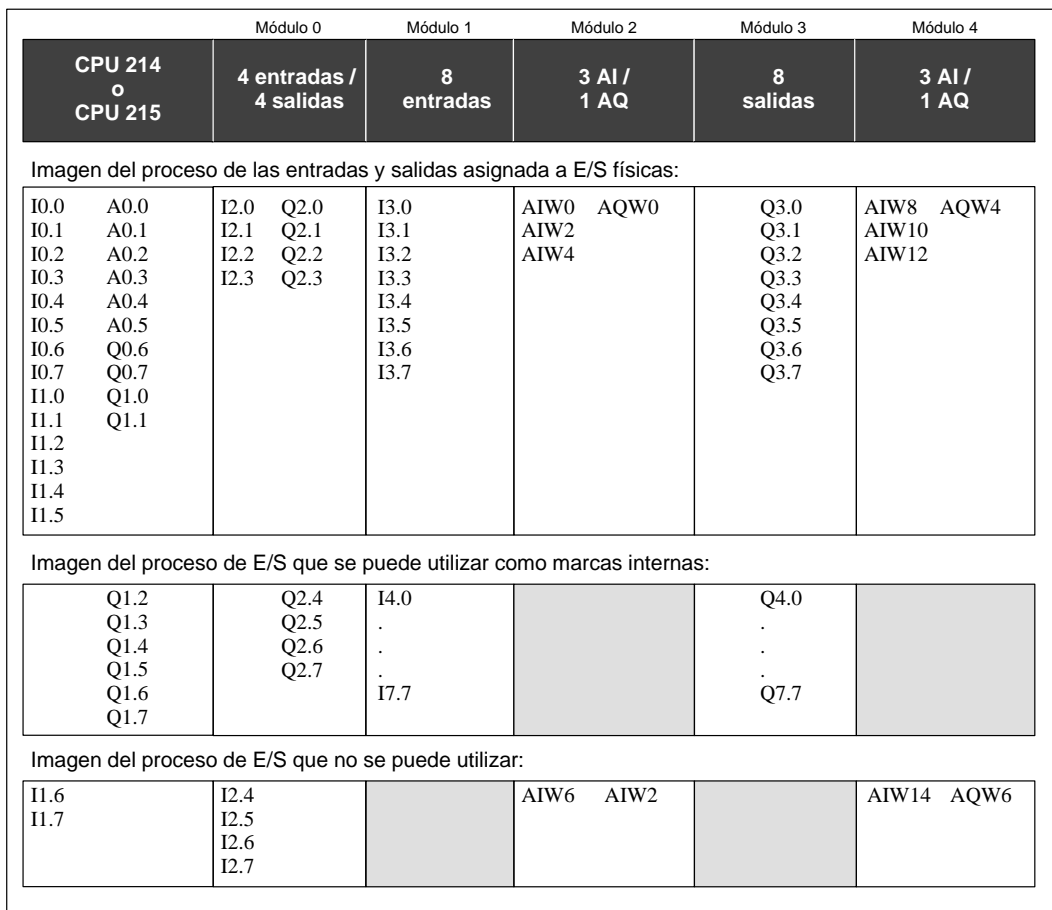 Módulo 0 Módulo 1 Módulo 2 Módulo 3 Módulo 4
CPU 214 o CPU 215
4 entradas / 4 salidas
8 entradas
3 AI / 1 AQ
8 salidas
3 AI / 1 AQ
Imagen del proceso de las entradas y salidas asignada a E/S físicas:
I0.0 A0.0 I2.0 Q2.0 I3.0 AIW0 AQW0 Q3.0 AIW8 AQW4
I0.1 A0.1 I2.1 Q2.1 I3.1 AIW2 Q3.1 AIW10
I0.2 A0.2 I2.2 Q2.2 I3.2 AIW4 Q3.2 AIW12
I0.3 A0.3 I2.3 Q2.3 I3.3 Q3.3
I0.4 A0.4 I3.4 Q3.4
I0.5 A0.5 I3.5 Q3.5
I0.6 Q0.6 I3.6 Q3.6
I0.7 Q0.7 I3.7 Q3.7
I1.0 Q1.0
I1.1 Q1.1
I1.2
I1.3
I1.4
I1.5
Imagen del proceso de E/S que se puede utilizar como marcas internas:
Q1.2 Q2.4 I4.0 Q4.0
Q1.3 Q2.5 . .
Q1.4 Q2.6 . .
Q1.5 Q2.7 . .
Q1.6 I7.7 Q7.7
Q1.7
Imagen del proceso de E/S que no se puede utilizar:
I1.6 I2.4 AIW6 AIW2 AIW14 AQW6
I1.7 I2.5
I2.6
I2.7